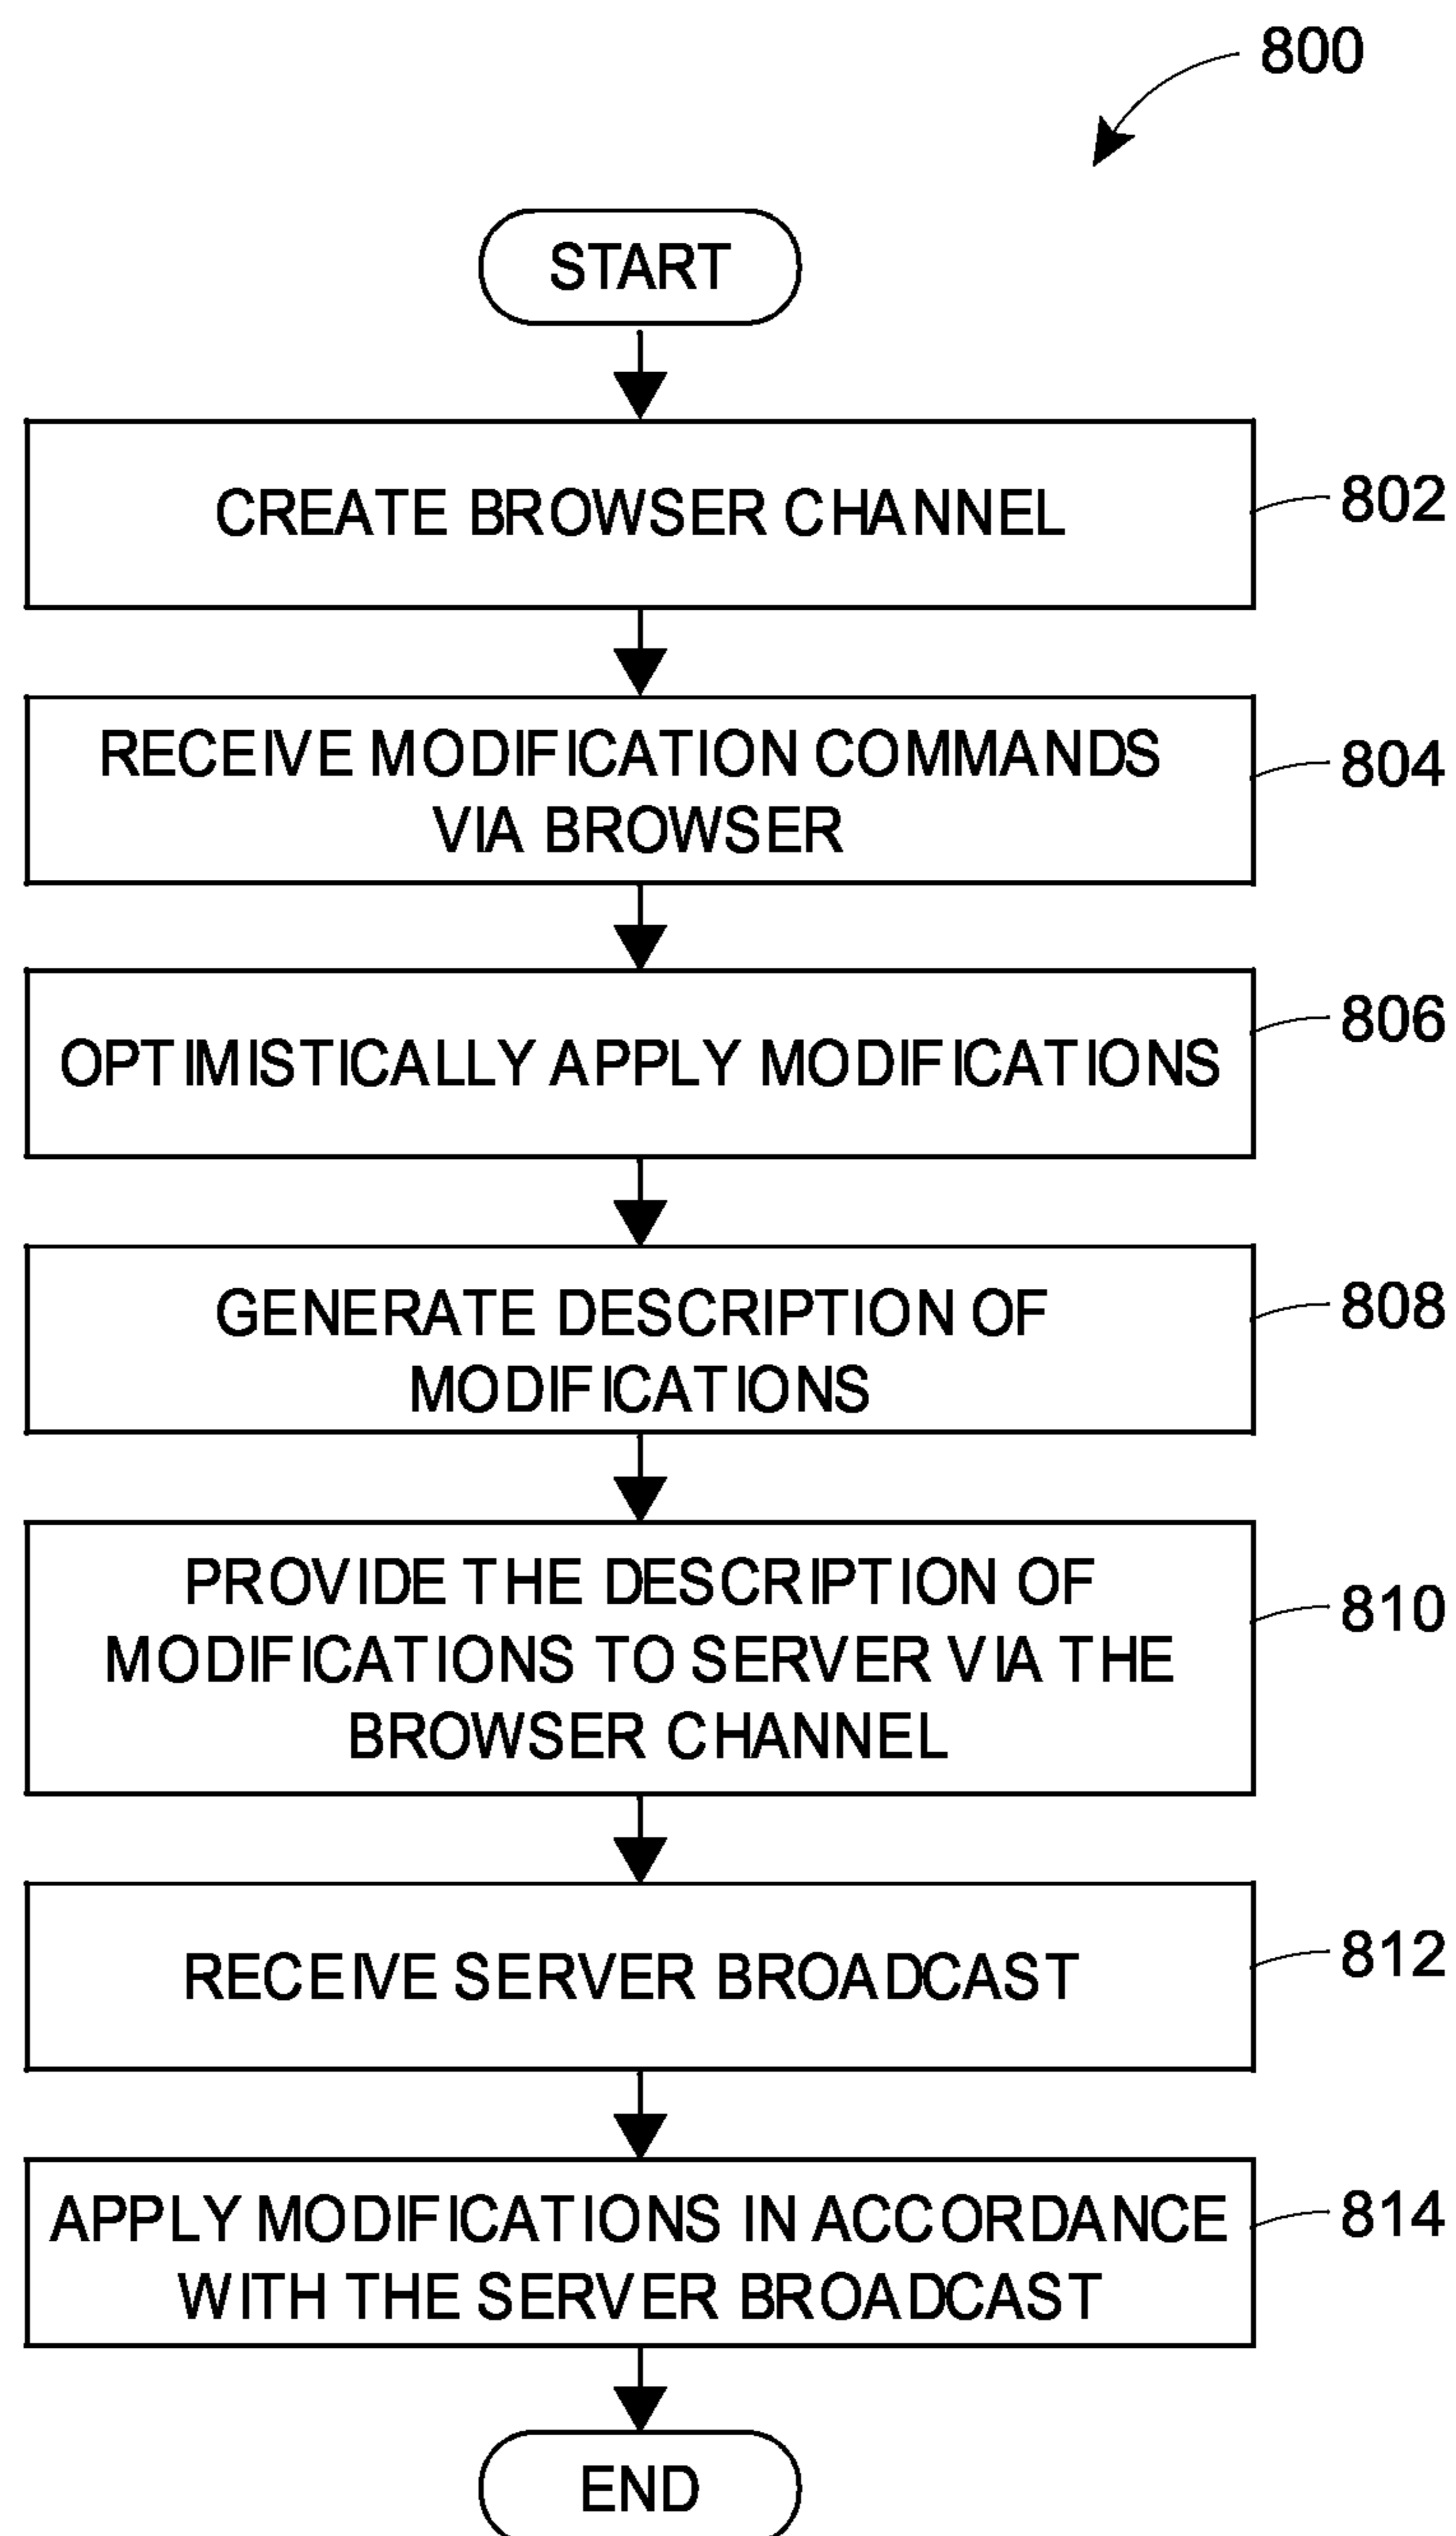 800
START
CREATE BROWSER CHANNEL
802
RECEIVE MODIFICATION COMMANDS
VIA BROWSER
804
OPTIMISTICALLY APPLY MODIFICATIONS
806
GENERATE DESCRIPTION OF
MODIFICATIONS
808
PROVIDE THE DESCRIPTION OF
MODIFICATIONS TO SERVER VIA THE
BROWSER CHANNEL
810
RECEIVE SERVER BROADCAST
812
APPLY MODIFICATIONS IN ACCORDANCE
WITH THE SERVER BROADCAST
814
END